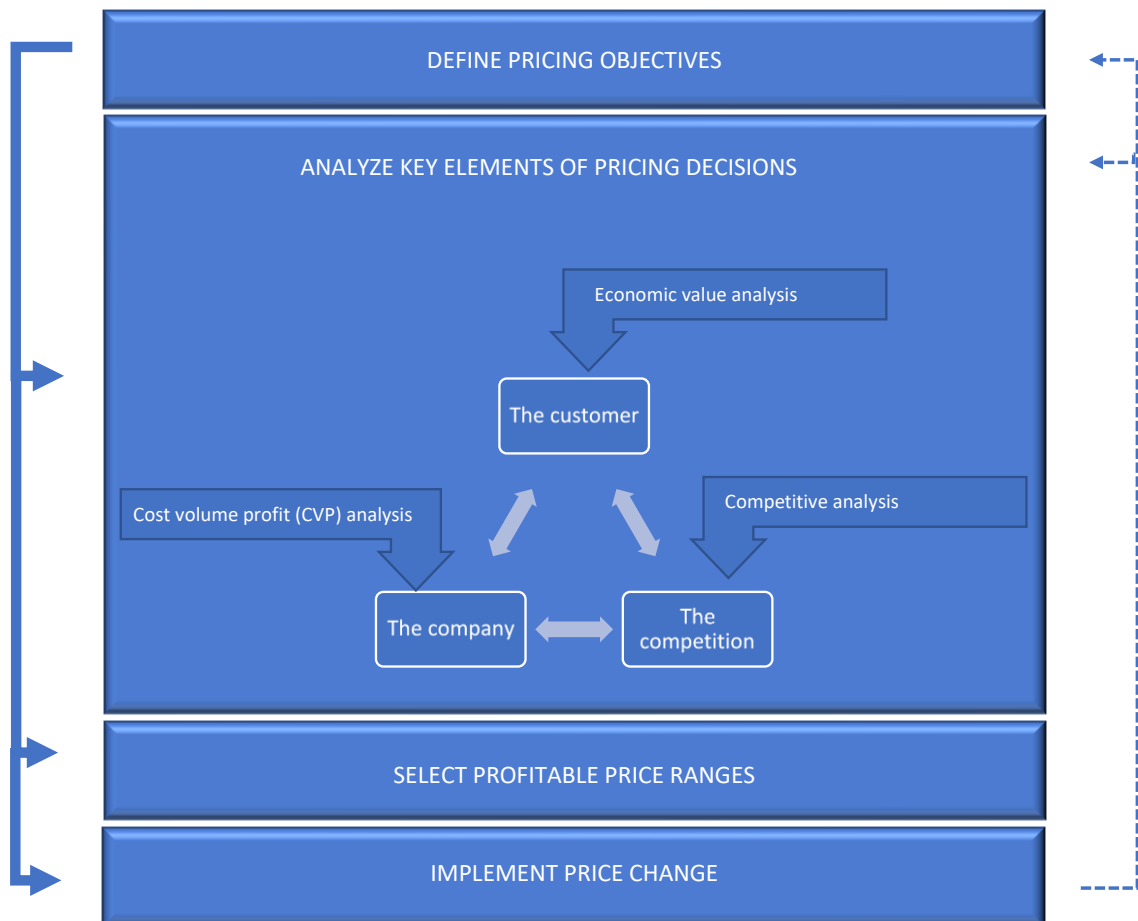 DEFINE PRICING OBJECTIVES
ANALYZE KEY ELEMENTS OF PRICING DECISIONS
Economic value analysis
The customer
Cost volume profit (CVP) analysis
Competitive analysis
The company
The
competition
SELECT PROFITABLE PRICE RANGES
IMPLEMENT PRICE CHANGE